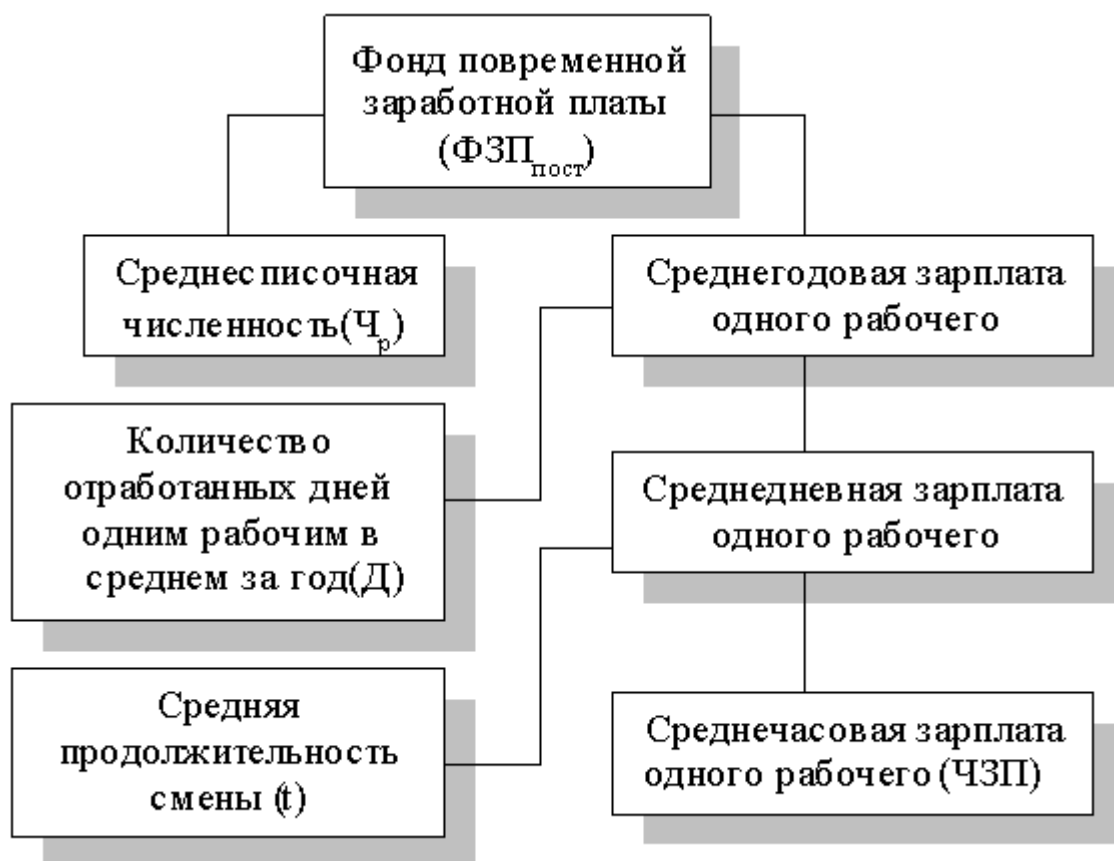 Фонд повременной
заработной платы
(ФЗПпост)
Среднесписочная
численность(Чр)
Среднегодовая зарплата
одного рабочего
Количество
отработанных дней
одним рабочим в
среднем за год(Д)
Среднедневная зарплата
одного рабочего
Средняя
продолжительность
смены (t)
Среднечасовая зарплата
одного рабочего (ЧЗП)